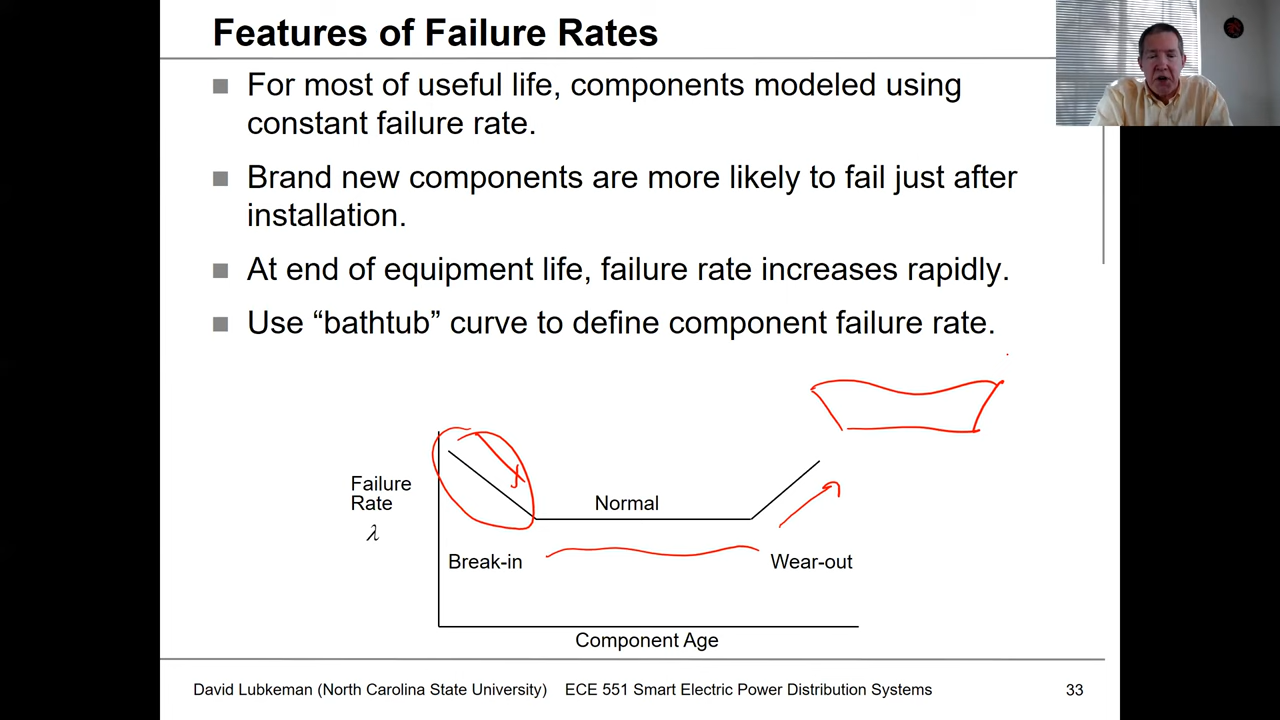 Features of Failure Rates
For most of useful life, components modeled using
constant failure rate.
Brand new components are more likely to fail just after
installation.
At end of equipment life, failure rate increases rapidly.
Use “bathtub” curve to define component failure rate.
Failure
Rate
λ
Normal
Break-in
Wear-out
Component Age
David Lubkeman (North Carolina State University) ECE 551 Smart Electric Power Distribution Systems 33